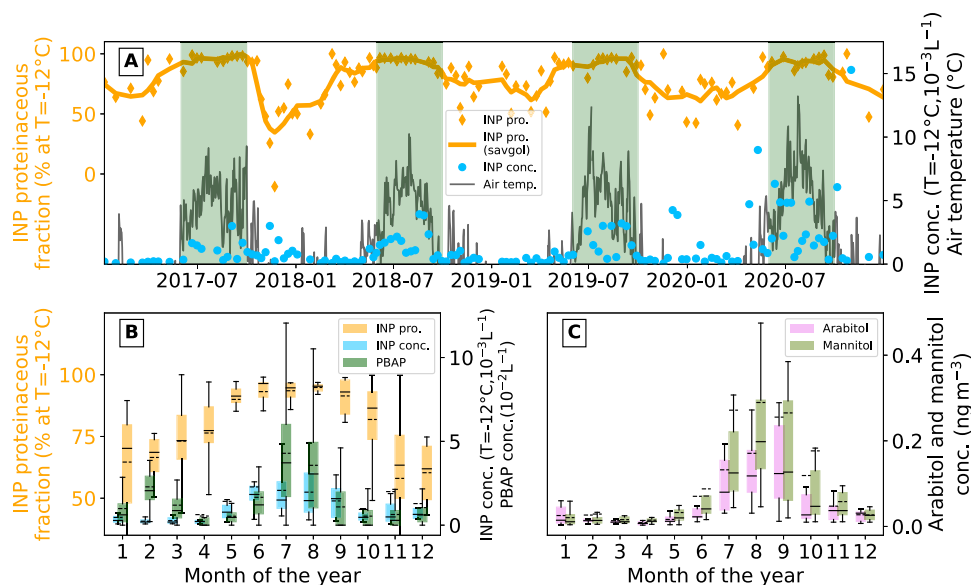 A
INP proteinaceous
fraction (% at T=-12°C)
100
50
0
INP pro.
INP pro.
(savgol)
INP conc.
Air temp.
15
10
5
0
INP conc. (T=-12°C,10⁻³L⁻¹)
Air temperature (°C)
2017-07
2018-01
2018-07
2019-01
2019-07
2020-01
2020-07
B
INP proteinaceous
fraction (% at T=-12°C)
100
75
50
INP pro.
INP conc.
PBAP
10
5
0
INP conc. (T=-12°C,10⁻³L⁻¹)
PBAP conc.(10⁻²L⁻¹)
1 2 3 4 5 6 7 8 9 10 11 12
Month of the year
C
Arabitol
Mannitol
0.4
0.2
0.0
Arabitol and mannitol
conc. (ng m⁻³)
1 2 3 4 5 6 7 8 9 10 11 12
Month of the year